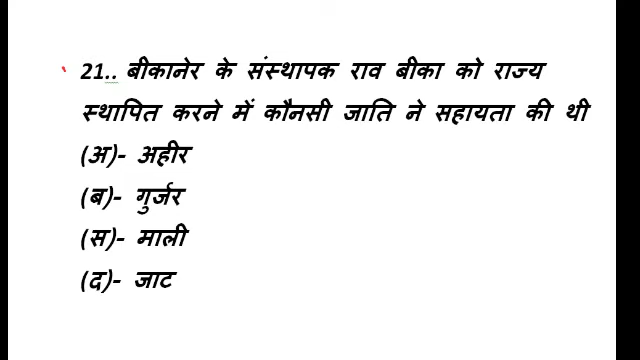 21.. बीकानेर के संस्थापक राव बीका को राज्य
स्थापित करने में कौनसी जाति ने सहायता की थी
(अ)- अहीर
(ब)- गुर्जर
(स)- माली
(द)- जाट